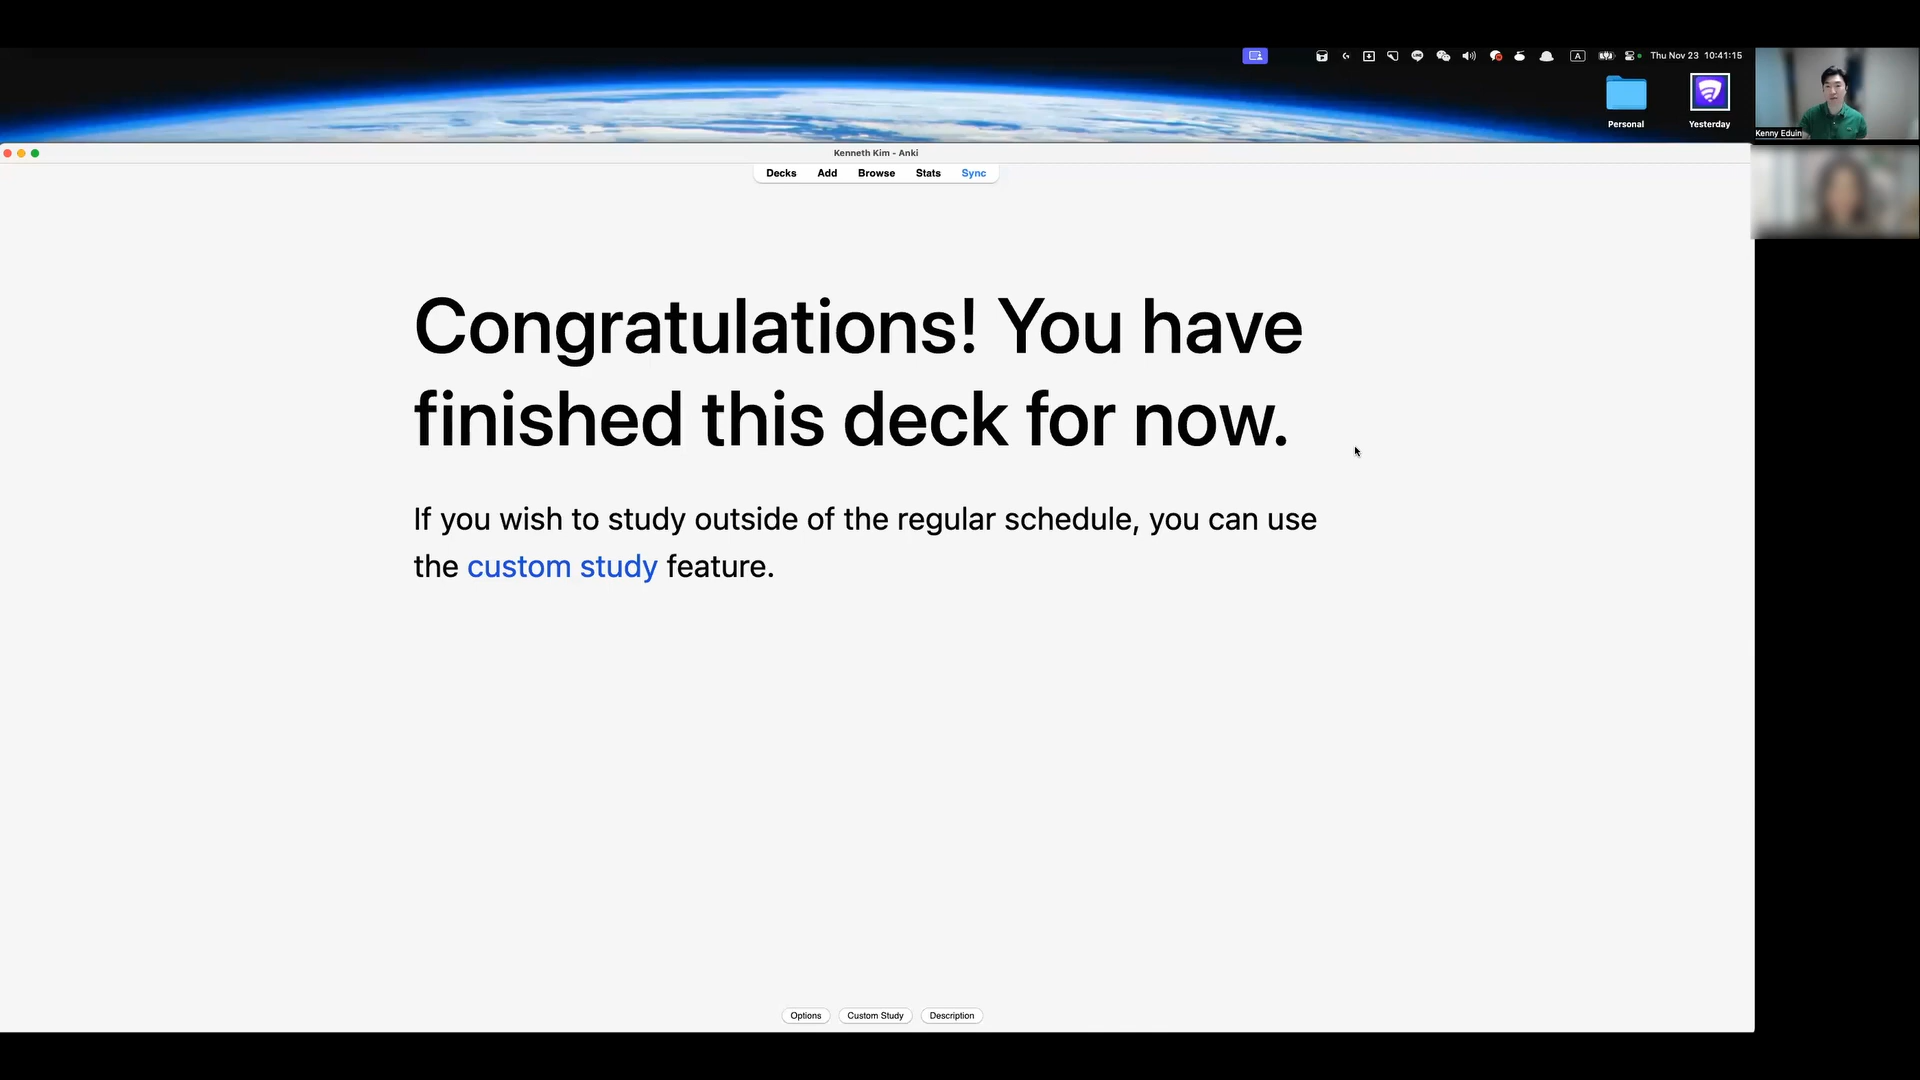 A
Thu Nov 23 10:41:15
Personal
Yesterday
Kenny Eduin
Kenneth Kim - Anki
Decks Add Browse Stats Sync
Congratulations! You have
finished this deck for now.
If you wish to study outside of the regular schedule, you can use
the custom study feature.
Options Custom Study Description